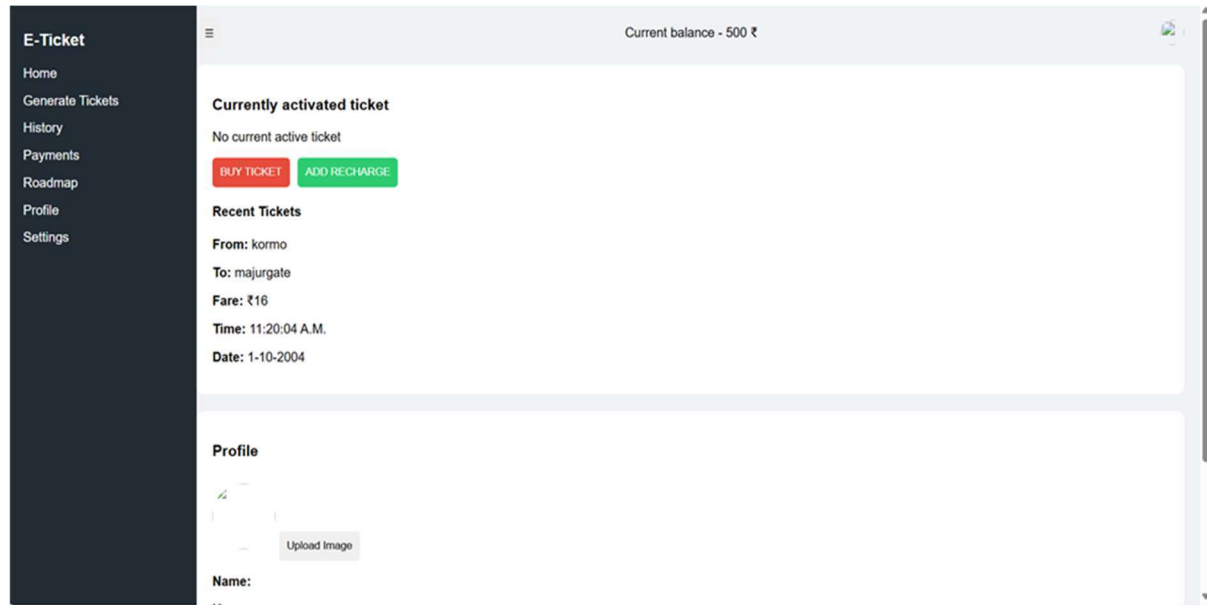 E-Ticket
Home
Generate Tickets
History
Payments
Roadmap
Profile
Settings
☰
Current balance - 500 ₹
Currently activated ticket
No current active ticket
BUY TICKET ADD RECHARGE
Recent Tickets
From: kormo
To: majurgate
Fare: ₹16
Time: 11:20:04 A.M.
Date: 1-10-2004
Profile
Upload Image
Name: